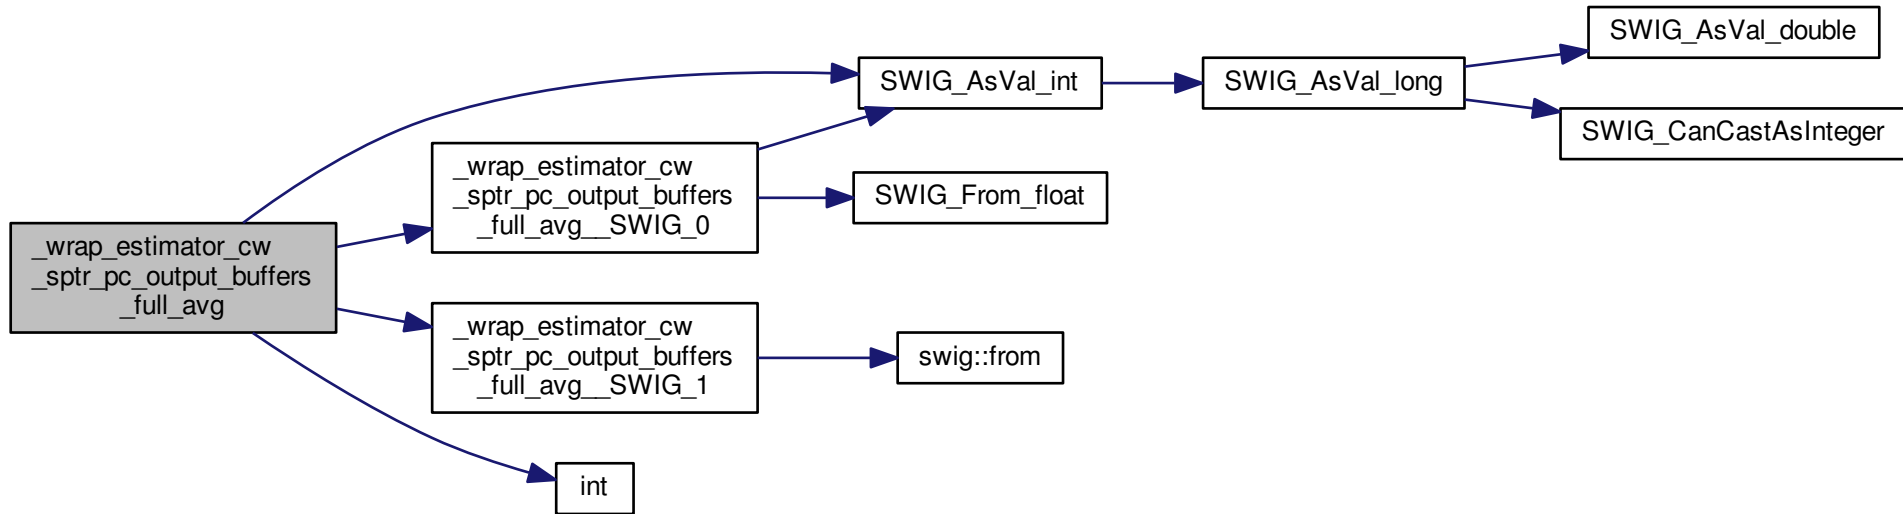 _wrap_estimator_cw
_sptr_pc_output_buffers
_full_avg
_wrap_estimator_cw
_sptr_pc_output_buffers
_full_avg__SWIG_0
_wrap_estimator_cw
_sptr_pc_output_buffers
_full_avg__SWIG_1
int
SWIG_AsVal_int
SWIG_From_float
swig::from
SWIG_AsVal_long
SWIG_AsVal_double
SWIG_CanCastAsInteger